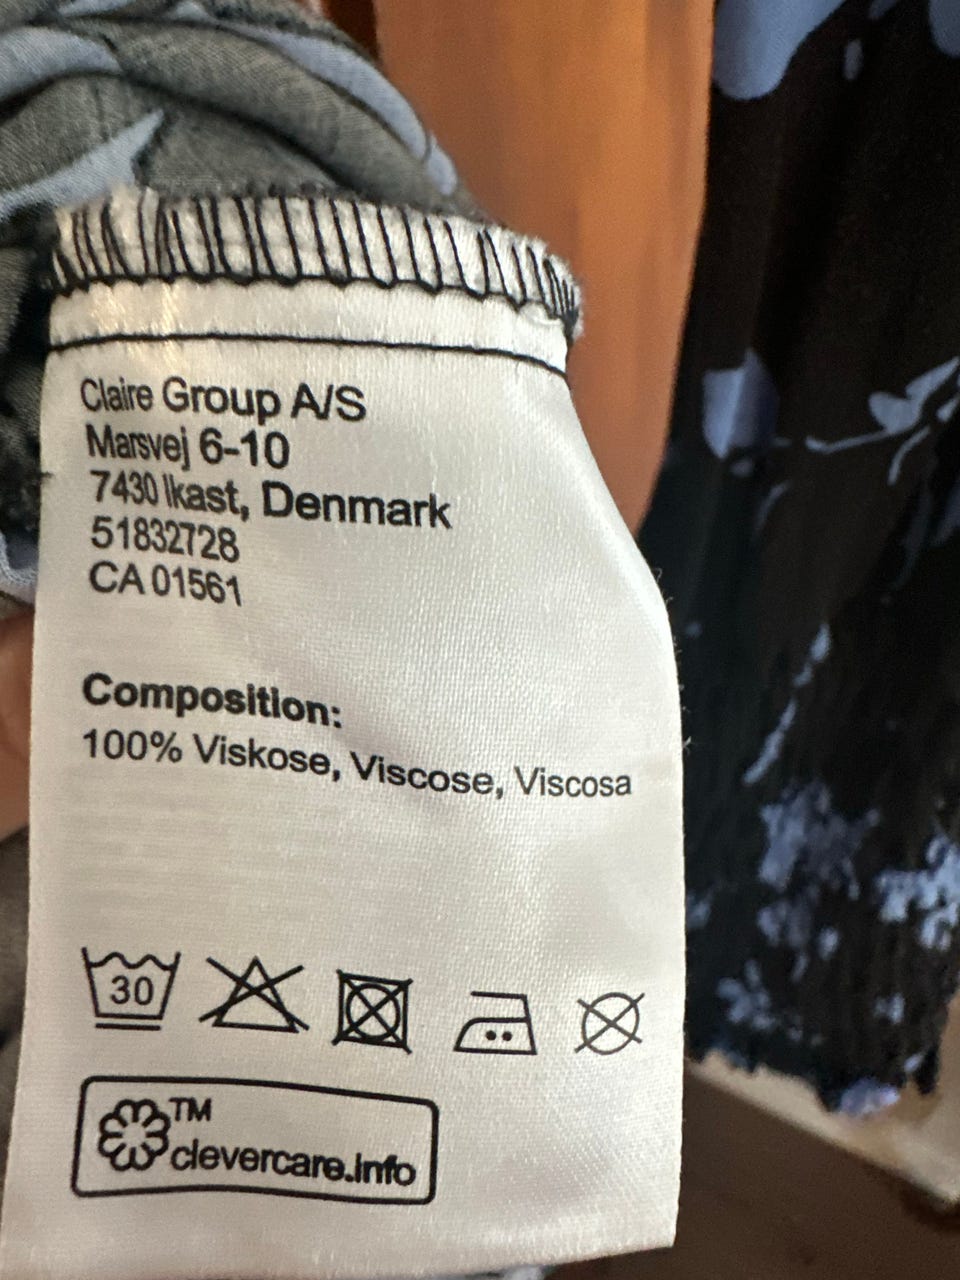 Claire Group A/S
Marsvej 6-10
7430 Ikast, Denmark
51832728
CA 01561
Composition:
100% Viskose, Viscose, Viscosa
30
TM
clevercare.info